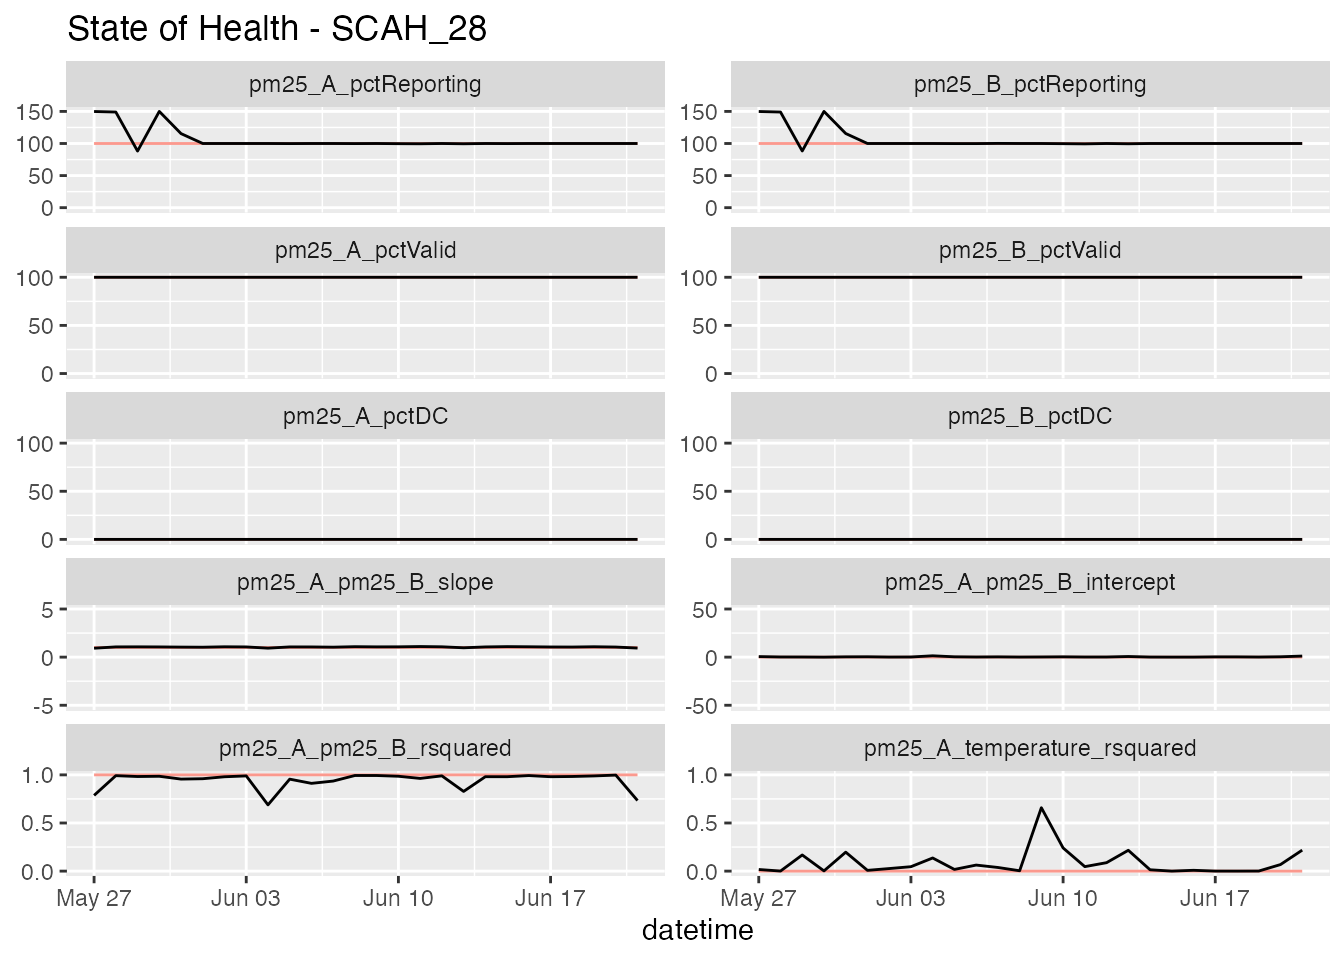 State of Health - SCAH_28
pm25_A_pctReporting
pm25_B_pctReporting
150
100
50
0
150
100
50
0
pm25_A_pctValid
pm25_B_pctValid
100
50
0
100
50
0
pm25_A_pctDC
pm25_B_pctDC
100
50
0
100
50
0
pm25_A_pm25_B_slope
pm25_A_pm25_B_intercept
5
0
-5
50
0
-50
pm25_A_pm25_B_rsquared
pm25_A_temperature_rsquared
1.0
0.5
0.0
1.0
0.5
0.0
May 27 Jun 03 Jun 10 Jun 17
May 27 Jun 03 Jun 10 Jun 17
datetime